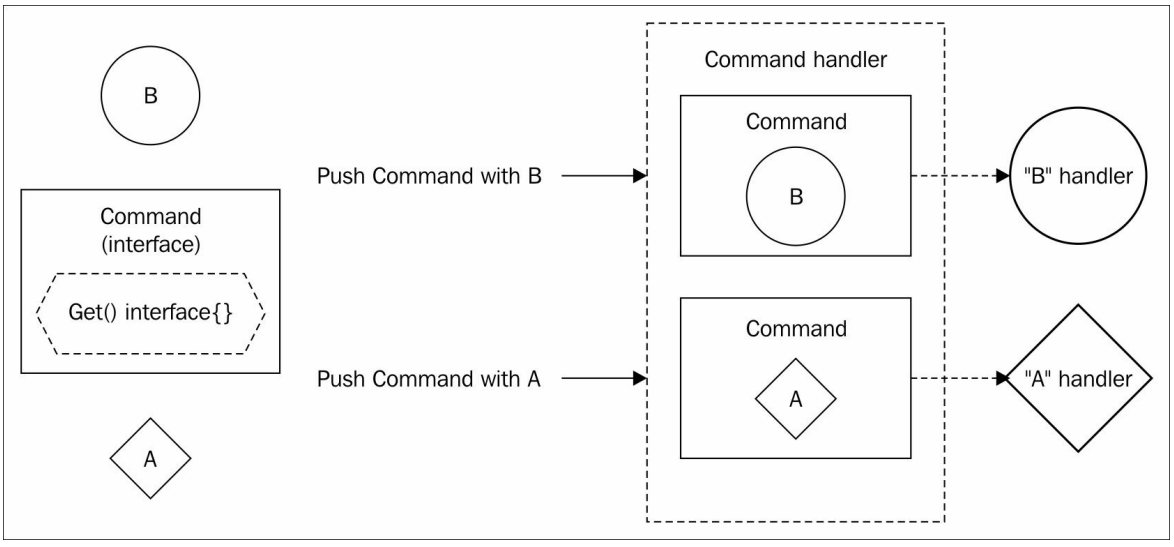 B
Command
(interface)
Get() interface{}
A
Push Command with B
Push Command with A
Command handler
Command
B
Command
A
"B" handler
"A" handler